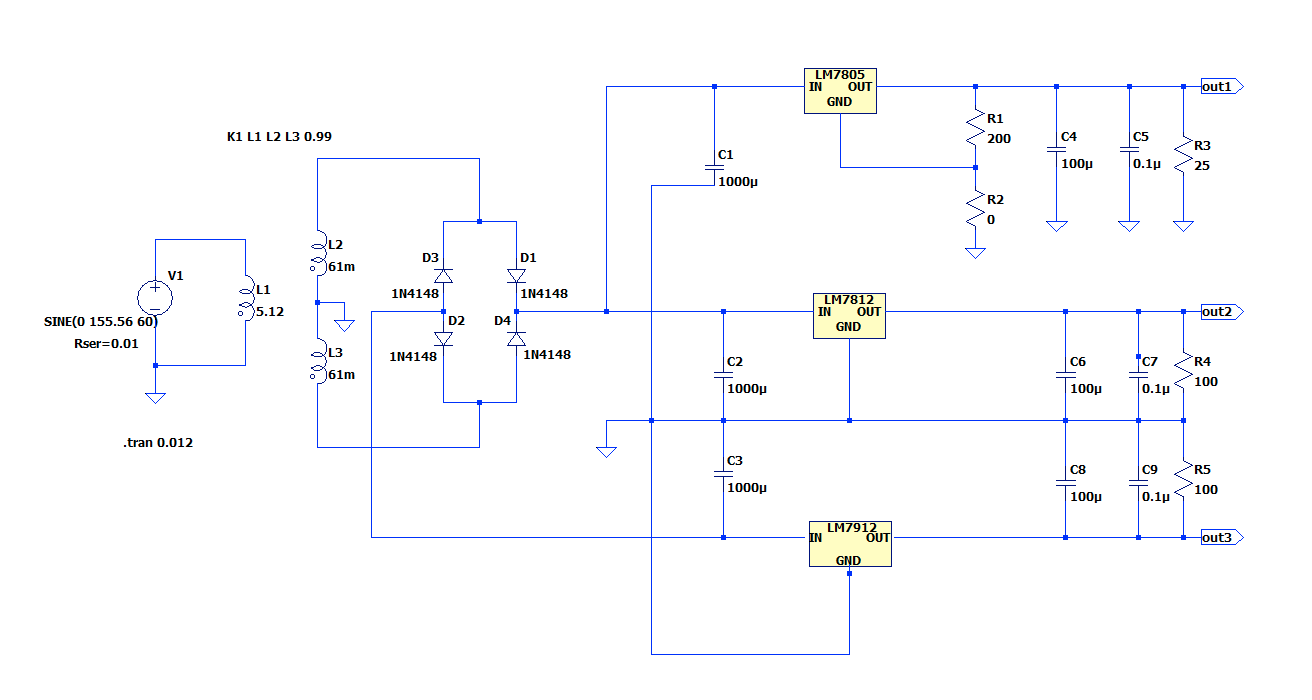 LM7805
IN OUT
GND
out1
K1 L1 L2 L3 0.99
R1
200
C4
100µ
C5
0.1µ
R3
25
C1
1000µ
R2
0
L2
61m
D3
1N4148
D1
1N4148
V1
SINE(0 155.56 60)
Rser=0.01
L1
5.12
LM7812
IN OUT
GND
out2
D2
1N4148
D4
1N4148
L3
61m
C2
1000µ
C6
100µ
C7
0.1µ
R4
100
.tran 0.012
C3
1000µ
C8
100µ
C9
0.1µ
R5
100
LM7912
IN OUT
GND
out3